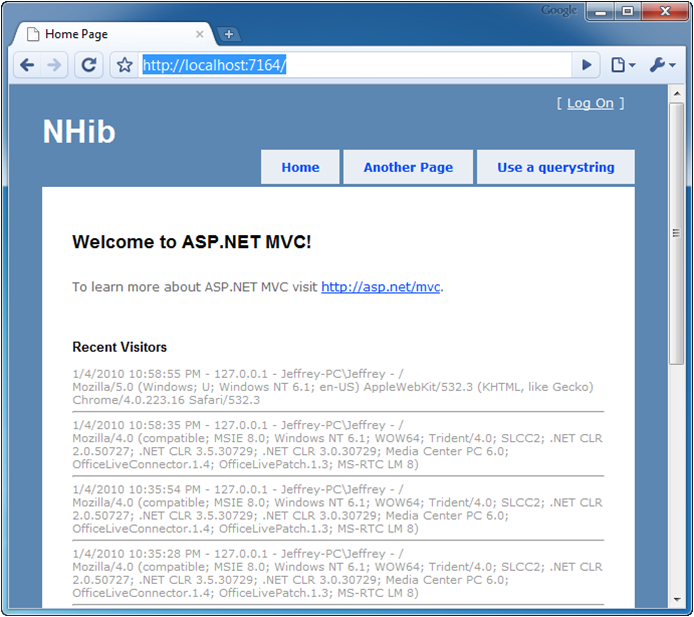 Google
Home Page
http://localhost:7164/
[ Log On ]
NHib
Home
Another Page
Use a querystring
Welcome to ASP.NET MVC!
To learn more about ASP.NET MVC visit http://asp.net/mvc.
Recent Visitors
1/4/2010 10:58:55 PM - 127.0.0.1 - Jeffrey-PC\Jeffrey - /
Mozilla/5.0 (Windows; U; Windows NT 6.1; en-US) AppleWebKit/532.3 (KHTML, like Gecko)
Chrome/4.0.223.16 Safari/532.3
1/4/2010 10:58:35 PM - 127.0.0.1 - Jeffrey-PC\Jeffrey - /
Mozilla/4.0 (compatible; MSIE 8.0; Windows NT 6.1; WOW64; Trident/4.0; SLCC2; .NET CLR
2.0.50727; .NET CLR 3.5.30729; .NET CLR 3.0.30729; Media Center PC 6.0;
OfficeLiveConnector.1.4; OfficeLivePatch.1.3; MS-RTC LM 8)
1/4/2010 10:35:54 PM - 127.0.0.1 - Jeffrey-PC\Jeffrey - /
Mozilla/4.0 (compatible; MSIE 8.0; Windows NT 6.1; WOW64; Trident/4.0; SLCC2; .NET CLR
2.0.50727; .NET CLR 3.5.30729; .NET CLR 3.0.30729; Media Center PC 6.0;
OfficeLiveConnector.1.4; OfficeLivePatch.1.3; MS-RTC LM 8)
1/4/2010 10:35:28 PM - 127.0.0.1 - Jeffrey-PC\Jeffrey - /
Mozilla/4.0 (compatible; MSIE 8.0; Windows NT 6.1; WOW64; Trident/4.0; SLCC2; .NET CLR
2.0.50727; .NET CLR 3.5.30729; .NET CLR 3.0.30729; Media Center PC 6.0;
OfficeLiveConnector.1.4; OfficeLivePatch.1.3; MS-RTC LM 8)